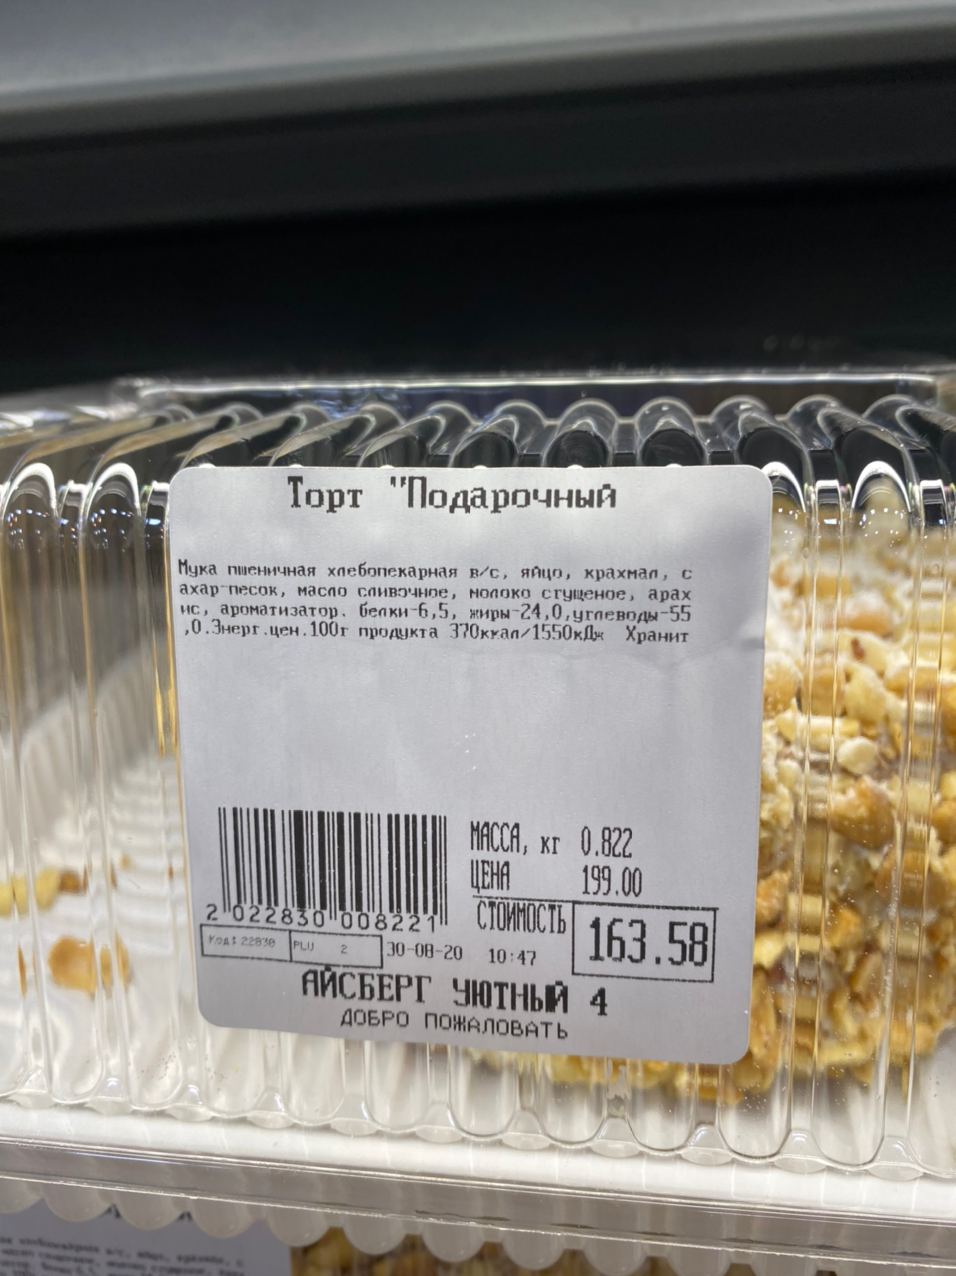 Торт "Подарочный
Мука пшеничная хлебопекарная в/с, яйцо, крахмал, с
ахар-песок, масло сливочное, молоко сгущеное, арах
ис, ароматизатор. белки-6,5, жиры-24,0,углеводы-55
,0.Энерг.цен.100г продукта 370ккал/1550кДж Хранит
МАССА, кг 0.822
ЦЕНА 199.00
СТОИМОСТЬ 163.58
2 022830 008221
Код: 22830 PLU 2 30-08-20 10:47
АЙСБЕРГ УЮТНЫЙ 4
ДОБРО ПОЖАЛОВАТЬ